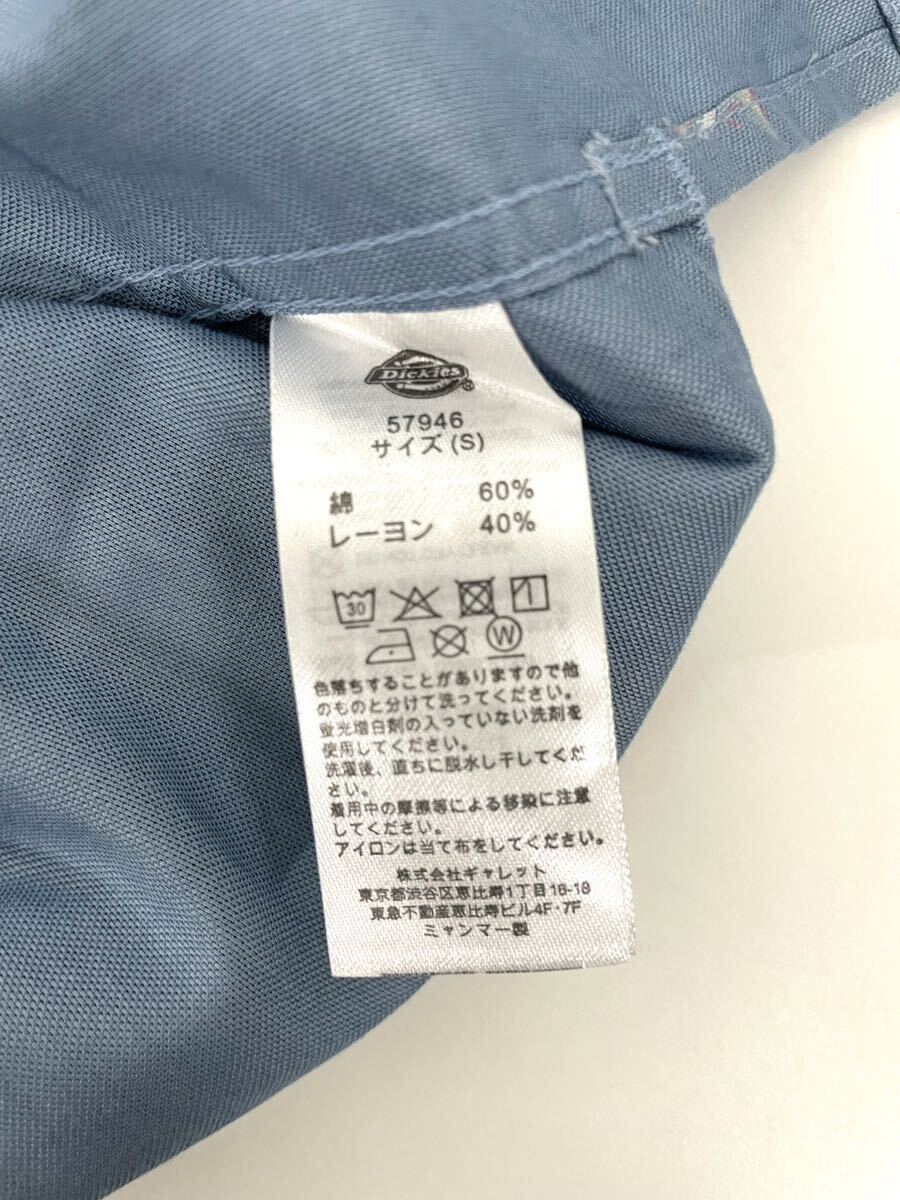 Dickies®
57946
サイズ(S)
綿 60%
レーヨン 40%
30
W
色落ちすることがありますので他
のものと分けて洗ってください。
蛍光増白剤の入っていない洗剤を
使用してください。
洗濯後、直ちに脱水し干してくだ
さい。
着用中の摩擦等による移染に注意
してください。
アイロンは当て布をしてください。
株式会社ギャレット
東京都渋谷区恵比寿1丁目16-18
東急不動産恵比寿ビル4F・7F
ミャンマー製